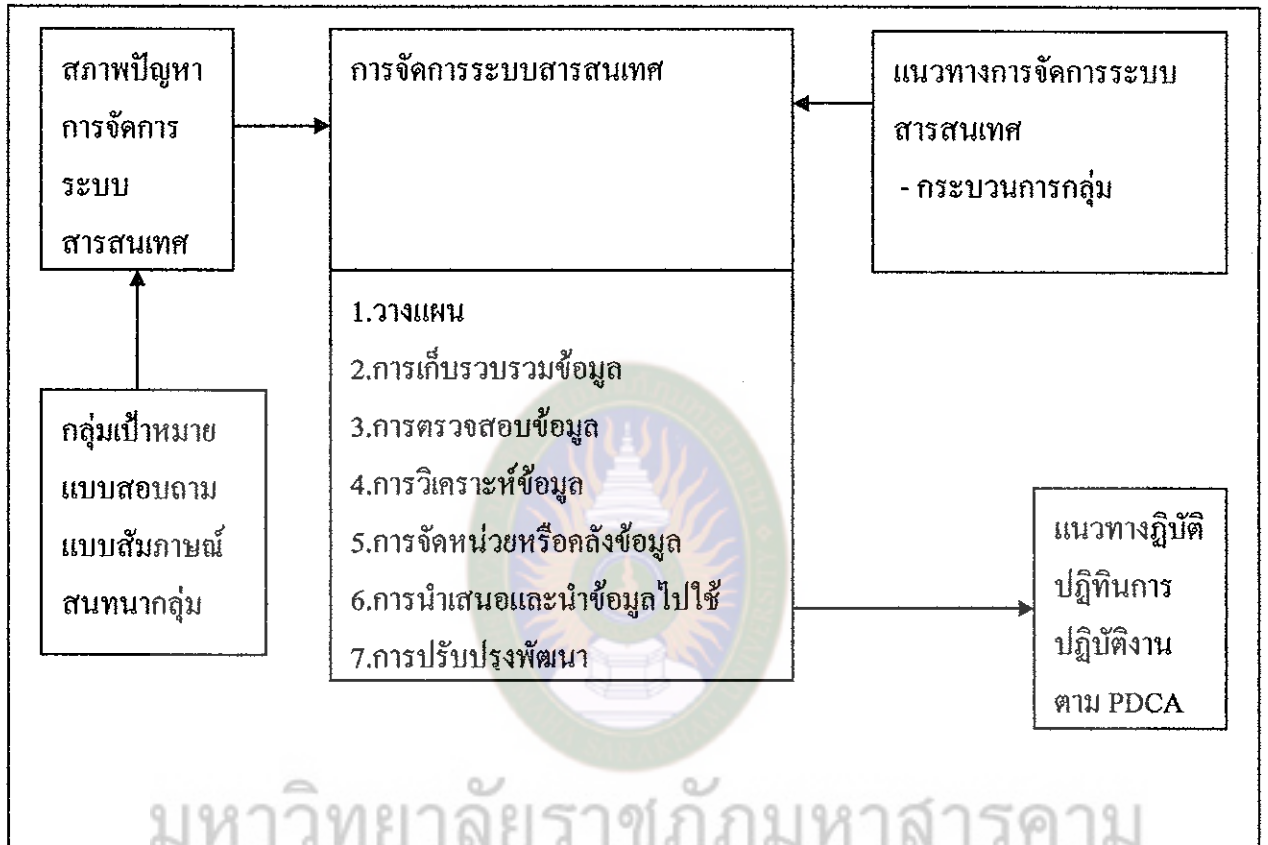 สภาพปัญหา
การจัดการ
ระบบ
สารสนเทศ
การจัดการระบบสารสนเทศ
แนวทางการจัดการระบบ
สารสนเทศ
- กระบวนการกลุ่ม
1.วางแผน
2.การเก็บรวบรวมข้อมูล
3.การตรวจสอบข้อมูล
4.การวิเคราะห์ข้อมูล
5.การจัดหน่วยหรือคลังข้อมูล
6.การนำเสนอและนำข้อมูลไปใช้
7.การปรับปรุงพัฒนา
กลุ่มเป้าหมาย
แบบสอบถาม
แบบสัมภาษณ์
สนทนากลุ่ม
แนวทางฏิบัติ
ปฏิทินการ
ปฏิบัติงาน
ตาม PDCA
มหาวิทยาลัยราชภัฏมหาสารคาม